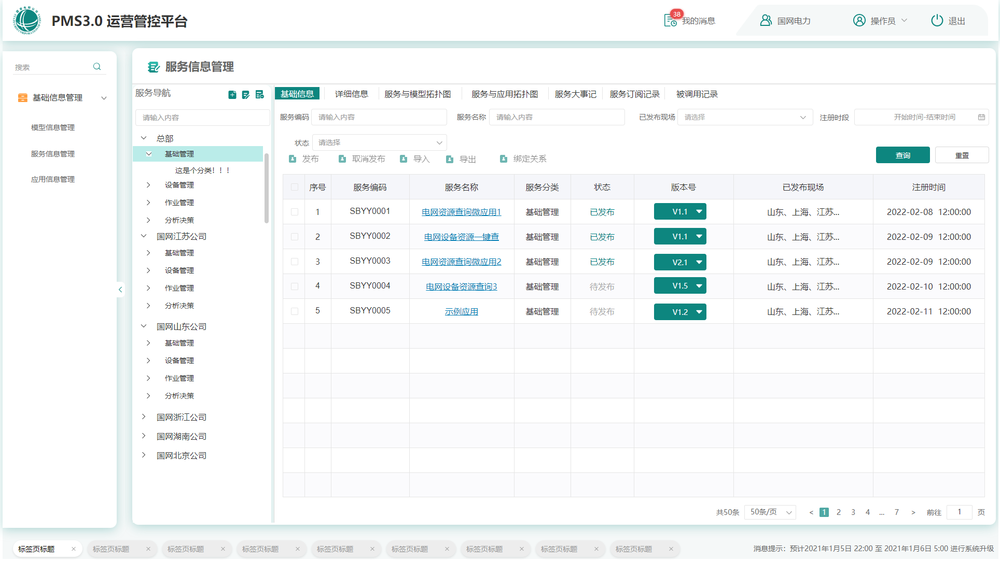 PMS3.0 运营管控平台
38
我的消息
国网电力
操作员
退出
搜索
基础信息管理
模型信息管理
服务信息管理
应用信息管理
服务信息管理
服务导航
请输入内容
总部
基础管理
这是个分类！！！
设备管理
作业管理
分析决策
国网江苏公司
基础管理
设备管理
作业管理
分析决策
国网山东公司
基础管理
设备管理
作业管理
分析决策
国网浙江公司
国网湖南公司
国网北京公司
基础信息 详细信息 服务与模型拓扑图 服务与应用拓扑图 服务大事记 服务订阅记录 被调用记录
服务编码 请输入内容 服务名称 请输入内容 已发布现场 请选择 注册时段 开始时间-结束时间
状态 请选择
发布 取消发布 导入 导出 绑定关系
查询 重置
序号 服务编码 服务名称 服务分类 状态 版本号 已发布现场 注册时间
1 SBYY0001 电网资源查询微应用1 基础管理 已发布 V1.1 山东、上海、江苏... 2022-02-08 12:00:00
2 SBYY0002 电网设备资源一键查 基础管理 已发布 V1.1 山东、上海、江苏... 2022-02-09 12:00:00
3 SBYY0003 电网资源查询微应用2 基础管理 已发布 V2.1 山东、上海、江苏... 2022-02-09 12:00:00
4 SBYY0004 电网设备资源查询3 基础管理 待发布 V1.5 山东、上海、江苏... 2022-02-10 12:00:00
5 SBYY0005 示例应用 基础管理 待发布 V1.2 山东、上海、江苏... 2022-02-11 12:00:00
共50条 50条/页 < 1 2 3 4 ... 7 > 前往 1 页
标签页标题 × 标签页标题 × 标签页标题 × 标签页标题 × 标签页标题 × 标签页标题 × 标签页标题 × 标签页标题 × 标签页标题 ×
消息提示：预计2021年1月5日 22:00 至 2021年1月6日 5:00 进行系统升级